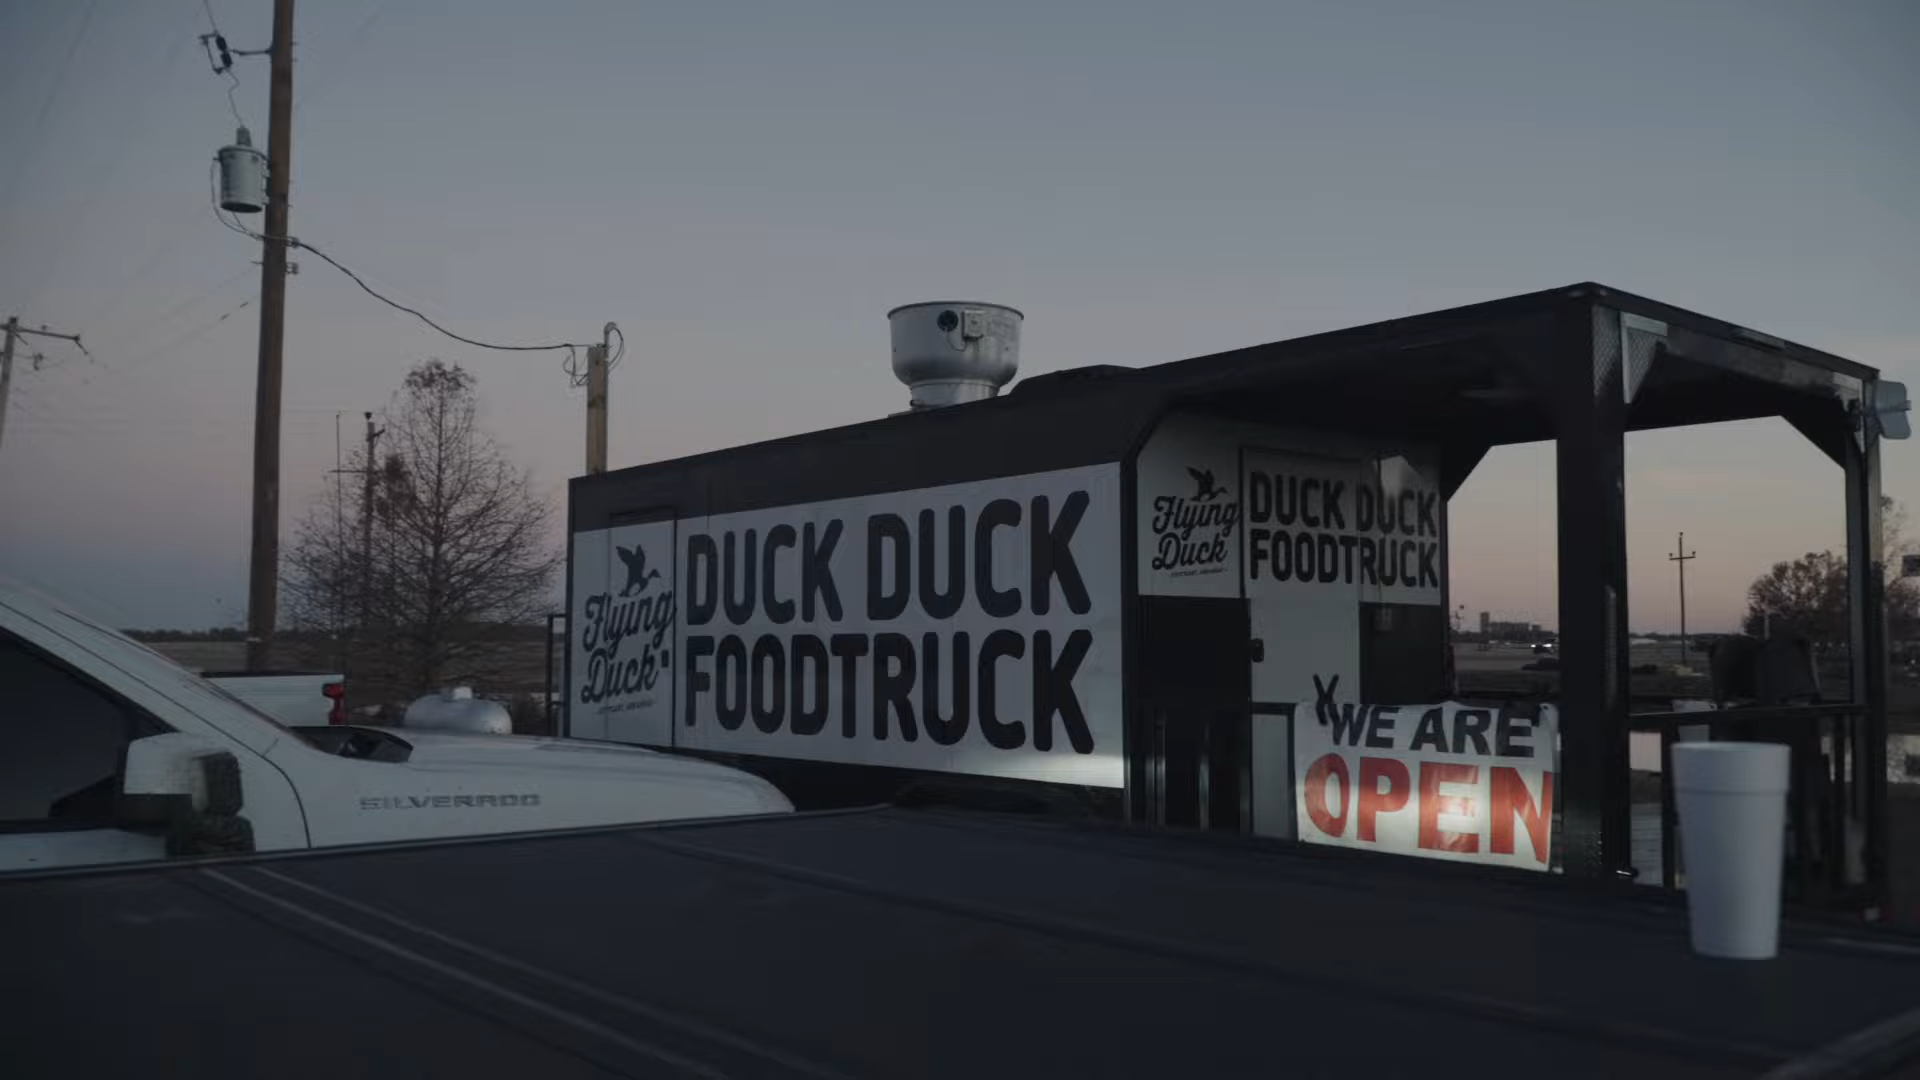 Flying
Duck
DUCK DUCK
FOODTRUCK
Flying
Duck
DUCK DUCK
FOODTRUCK
WE ARE
OPEN
SILVERADO